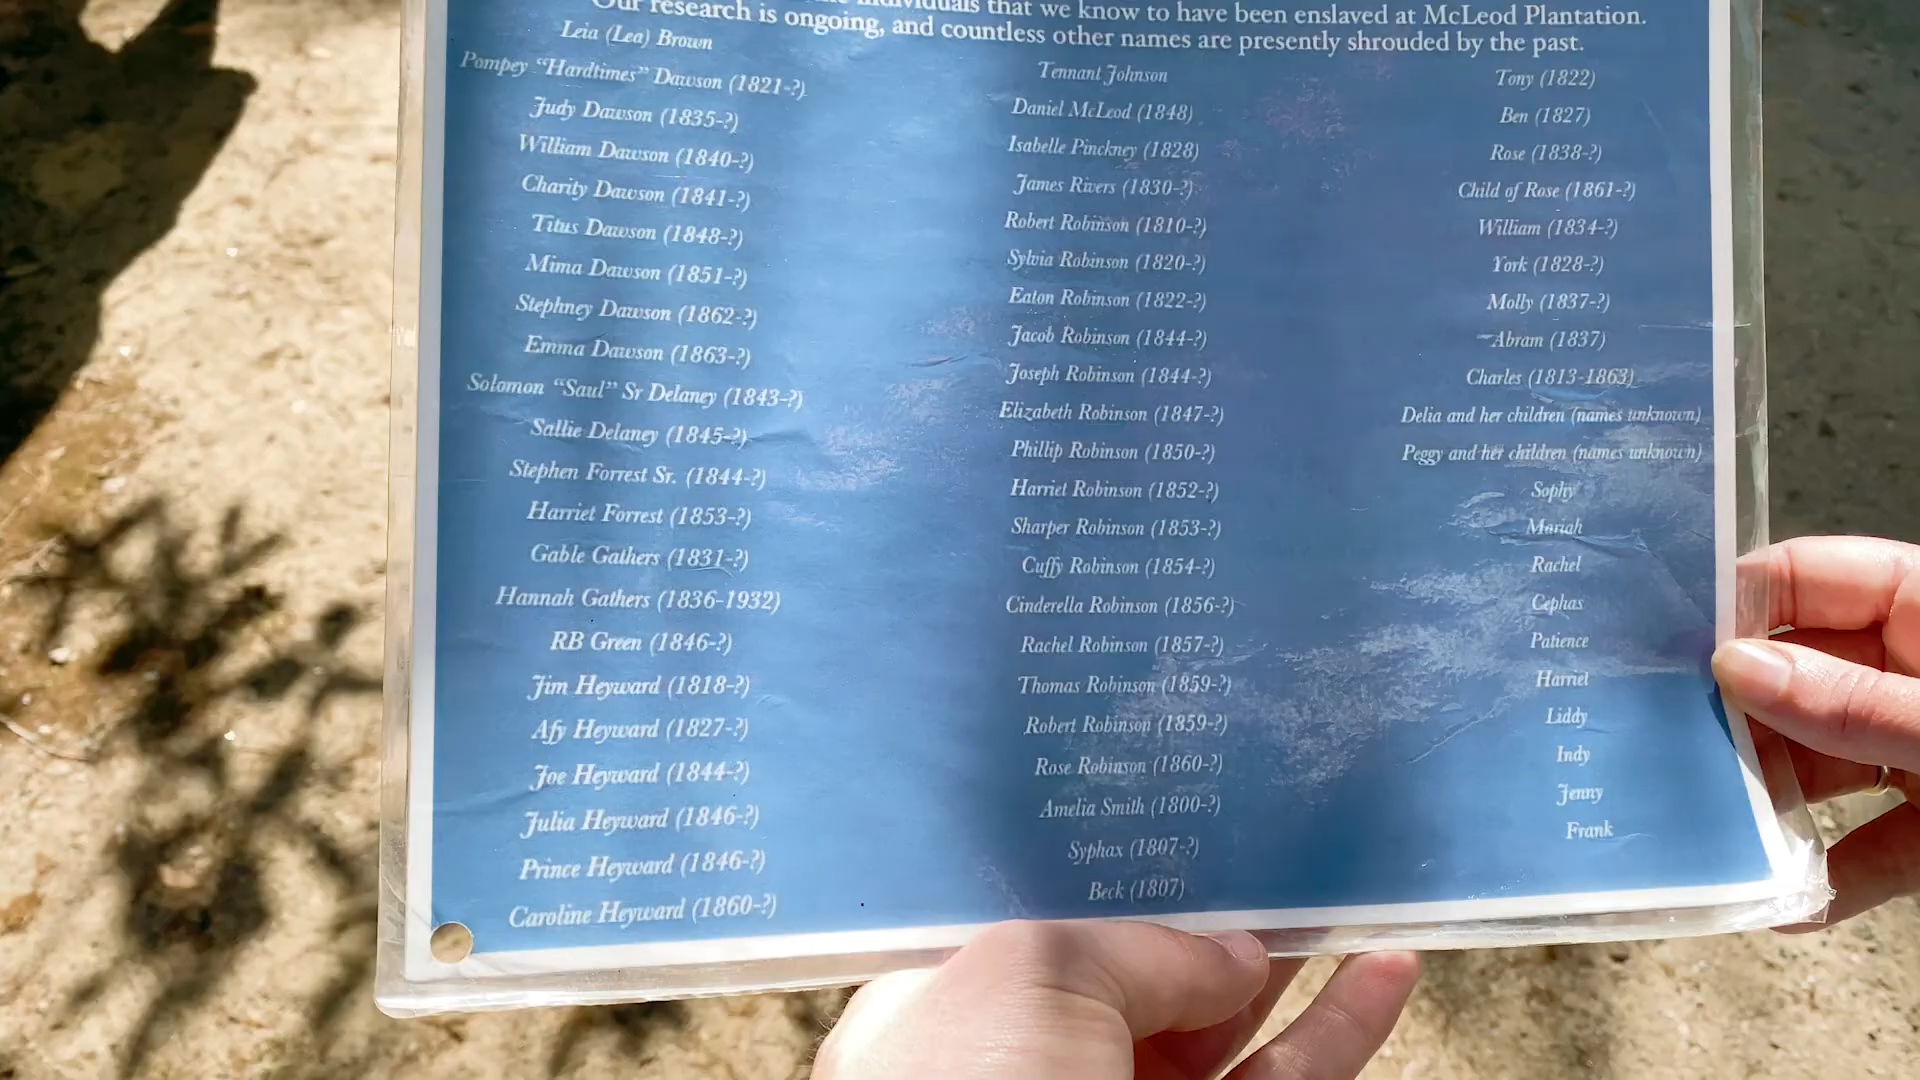 individuals that we know to have been enslaved at McLeod Plantation.
Our research is ongoing, and countless other names are presently shrouded by the past.
Leia (Lea) Brown
Pompey “Hardtimes” Dawson (1821-?)
Judy Dawson (1835-?)
William Dawson (1840-?)
Charity Dawson (1841-?)
Titus Dawson (1848-?)
Mima Dawson (1851-?)
Stephney Dawson (1862-?)
Emma Dawson (1863-?)
Solomon “Saul” Sr Delaney (1843-?)
Sallie Delaney (1845-?)
Stephen Forrest Sr. (1844-?)
Harriet Forrest (1853-?)
Gable Gathers (1831-?)
Hannah Gathers (1836-1932)
RB Green (1846-?)
Jim Heyward (1818-?)
Afy Heyward (1827-?)
Joe Heyward (1844-?)
Julia Heyward (1846-?)
Prince Heyward (1846-?)
Caroline Heyward (1860-?)
Tennant Johnson
Daniel McLeod (1848)
Isabelle Pinckney (1828)
James Rivers (1830-?)
Robert Robinson (1810-?)
Sylvia Robinson (1820-?)
Eaton Robinson (1822-?)
Jacob Robinson (1844-?)
Joseph Robinson (1844-?)
Elizabeth Robinson (1847-?)
Phillip Robinson (1850-?)
Harriet Robinson (1852-?)
Sharper Robinson (1853-?)
Cuffy Robinson (1854-?)
Cinderella Robinson (1856-?)
Rachel Robinson (1857-?)
Thomas Robinson (1859-?)
Robert Robinson (1859-?)
Rose Robinson (1860-?)
Amelia Smith (1800-?)
Syphax (1807-?)
Beck (1807)
Tony (1822)
Ben (1827)
Rose (1838-?)
Child of Rose (1861-?)
William (1834-?)
York (1828-?)
Molly (1837-?)
Abram (1837)
Charles (1813-1863)
Delia and her children (names unknown)
Peggy and her children (names unknown)
Sophy
Mariah
Rachel
Cephas
Patience
Harriet
Liddy
Indy
Jenny
Frank